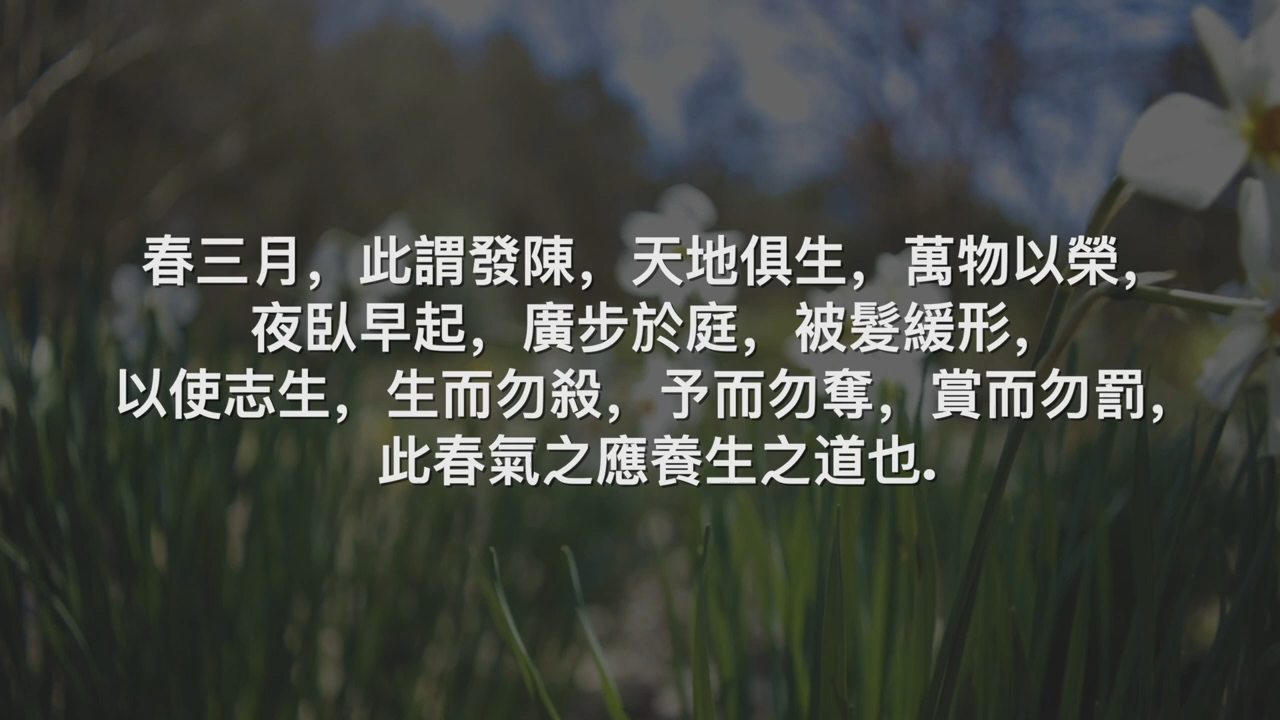 春三月，此謂發陳，天地俱生，萬物以榮，
夜臥早起，廣步於庭，被髮緩形，
以使志生，生而勿殺，予而勿奪，賞而勿罰，
此春氣之應養生之道也.